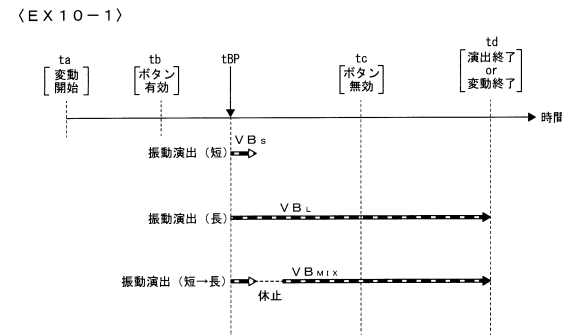 〈ＥＸ１０－１〉
ta
変動
開始
tb
ボタン
有効
tBP
tc
ボタン
無効
td
演出終了
or
変動終了
時間
ＶＢS
振動演出（短）
ＶＢL
振動演出（長）
ＶＢMIX
振動演出（短→長）
休止